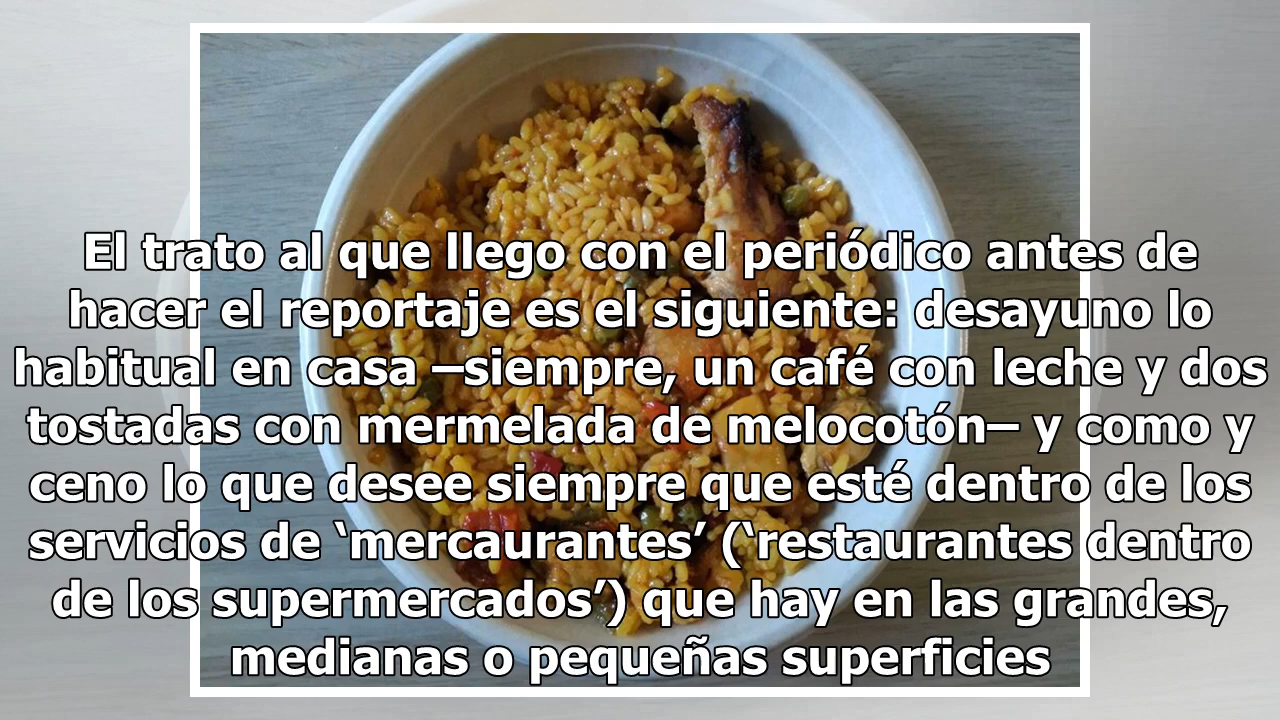 El trato al que llego con el periódico antes de
hacer el reportaje es el siguiente: desayuno lo
habitual en casa —siempre, un café con leche y dos
tostadas con mermelada de melocotón— y como y
ceno lo que desee siempre que esté dentro de los
servicios de ‘mercaurantes’ (‘restaurantes dentro
de los supermercados’) que hay en las grandes,
medianas o pequeñas superficies